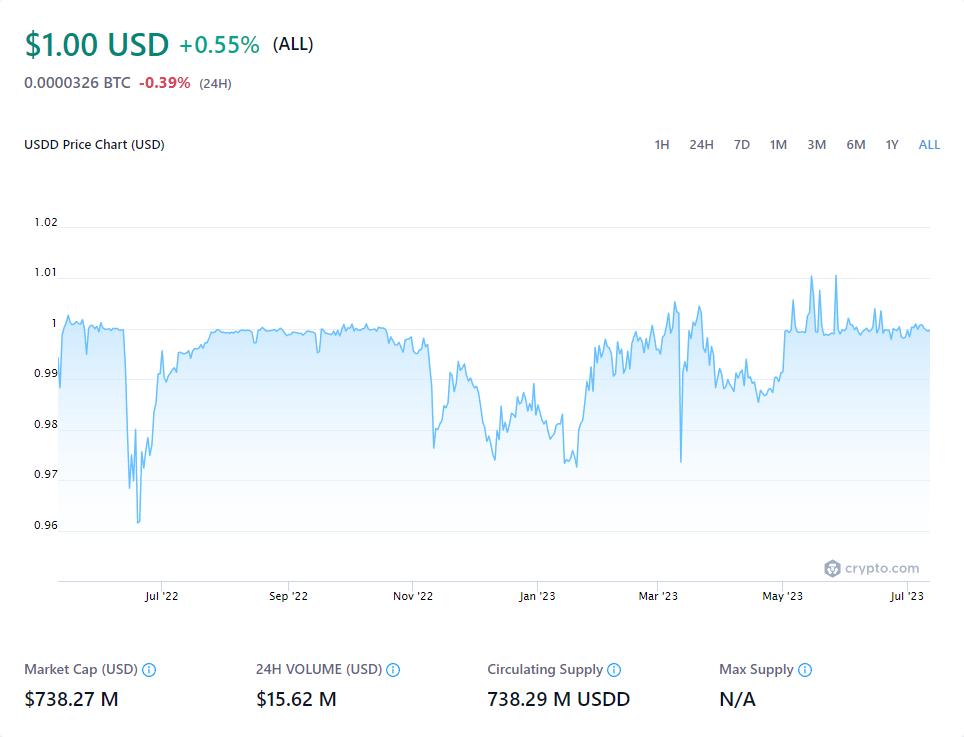 $1.00 USD +0.55% (ALL)
0.0000326 BTC -0.39% (24H)
USDD Price Chart (USD) 1H 24H 7D 1M 3M 6M 1Y ALL
1.02
1.01
1
0.99
0.98
0.97
0.96
crypto.com
Jul '22 Sep '22 Nov '22 Jan '23 Mar '23 May '23 Jul '23
Market Cap (USD) 24H VOLUME (USD) Circulating Supply Max Supply
$738.27 M $15.62 M 738.29 M USDD N/A